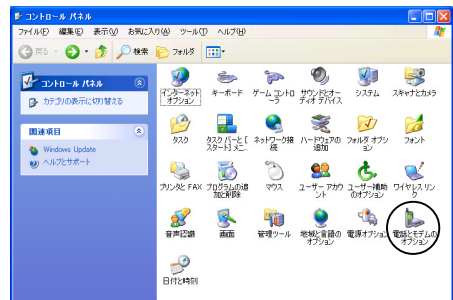 コントロール パネル
ファイル(F) 編集(E) 表示(V) お気に入り(A) ツール(T) ヘルプ(H)
戻る 検索 フォルダ
コントロール パネル
カテゴリの表示に切り替える
関連項目
Windows Update
ヘルプとサポート
インターネット オプション
キーボード
ゲーム コントローラ
サウンドとオーディオ デバイス
システム
スキャナとカメラ
タスク
タスク バーと [スタート] メニ...
ネットワーク接続
ハードウェアの追加
フォルダ オプション
フォント
プリンタと FAX
プログラムの追加と削除
マウス
ユーザー アカウント
ユーザー補助のオプション
ワイヤレス リンク
音声認識
画面
管理ツール
地域と言語のオプション
電源オプション
電話とモデムのオプション
日付と時刻